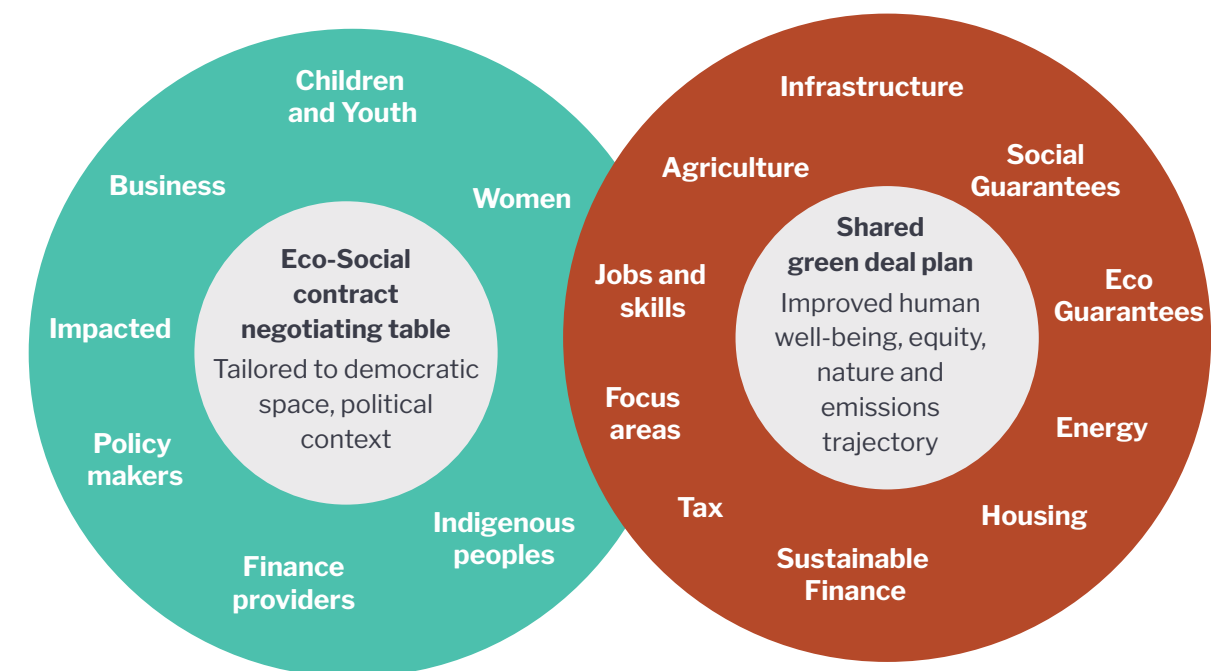 Children
and Youth
Business
Women
Impacted
Policy
makers
Finance
providers
Indigenous
peoples
Eco-Social
contract
negotiating table
Tailored to democratic
space, political
context
Infrastructure
Agriculture
Social
Guarantees
Jobs and
skills
Eco
Guarantees
Focus
areas
Energy
Tax
Housing
Sustainable
Finance
Shared
green deal plan
Improved human
well-being, equity,
nature and
emissions
trajectory